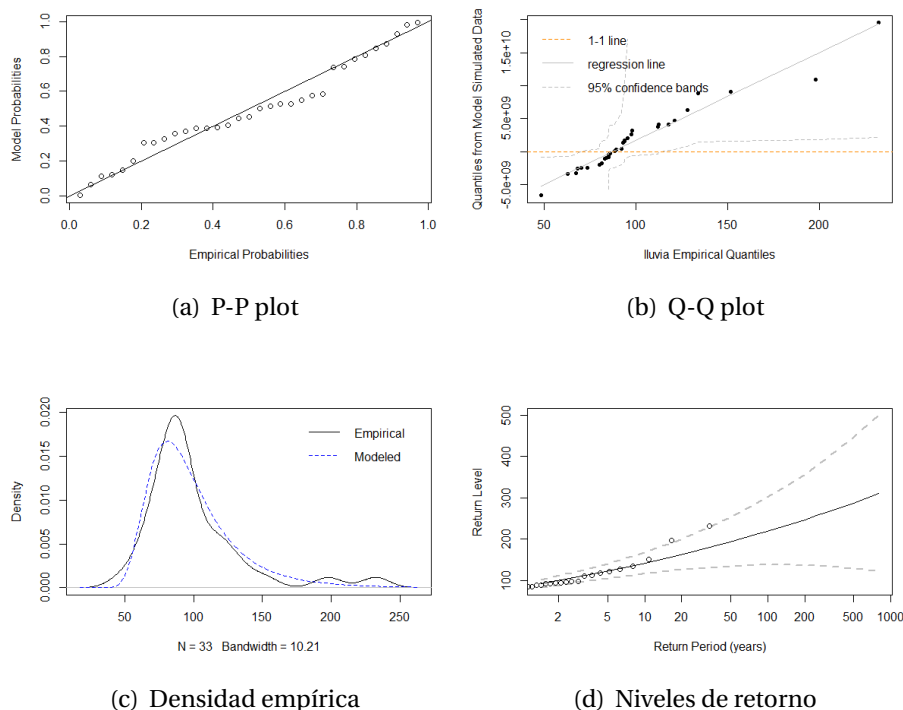 Model Probabilities
0.0 0.2 0.4 0.6 0.8 1.0
0.0 0.2 0.4 0.6 0.8 1.0
Empirical Probabilities
(a) P-P plot
Quantiles from Model Simulated Data
-5.0e+09 5.0e+09 1.5e+10
1-1 line
regression line
95% confidence bands
50 100 150 200
lluvia Empirical Quantiles
(b) Q-Q plot
Density
0.000 0.005 0.010 0.015 0.020
Empirical
Modeled
50 100 150 200 250
N = 33 Bandwidth = 10.21
(c) Densidad empírica
Return Level
100 200 300 400 500
2 5 10 20 50 100 200 500 1000
Return Period (years)
(d) Niveles de retorno